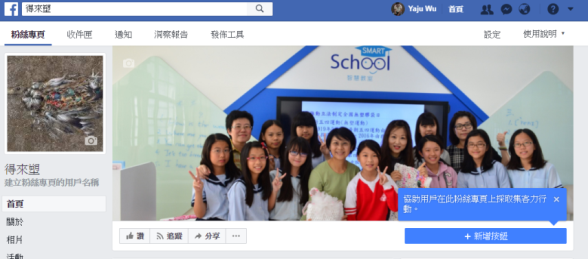 得來塑
Yaju Wu 首頁
粉絲專頁 收件匣 通知 洞察報告 發佈工具 設定 使用說明
SMART
School
智慧教室
得來塑
建立粉絲專頁的用戶名稱
協助用戶在此粉絲專頁上採取集客力行
動。
首頁
讚 追蹤 分享 ...
+ 新增按鈕
關於
相片
活動